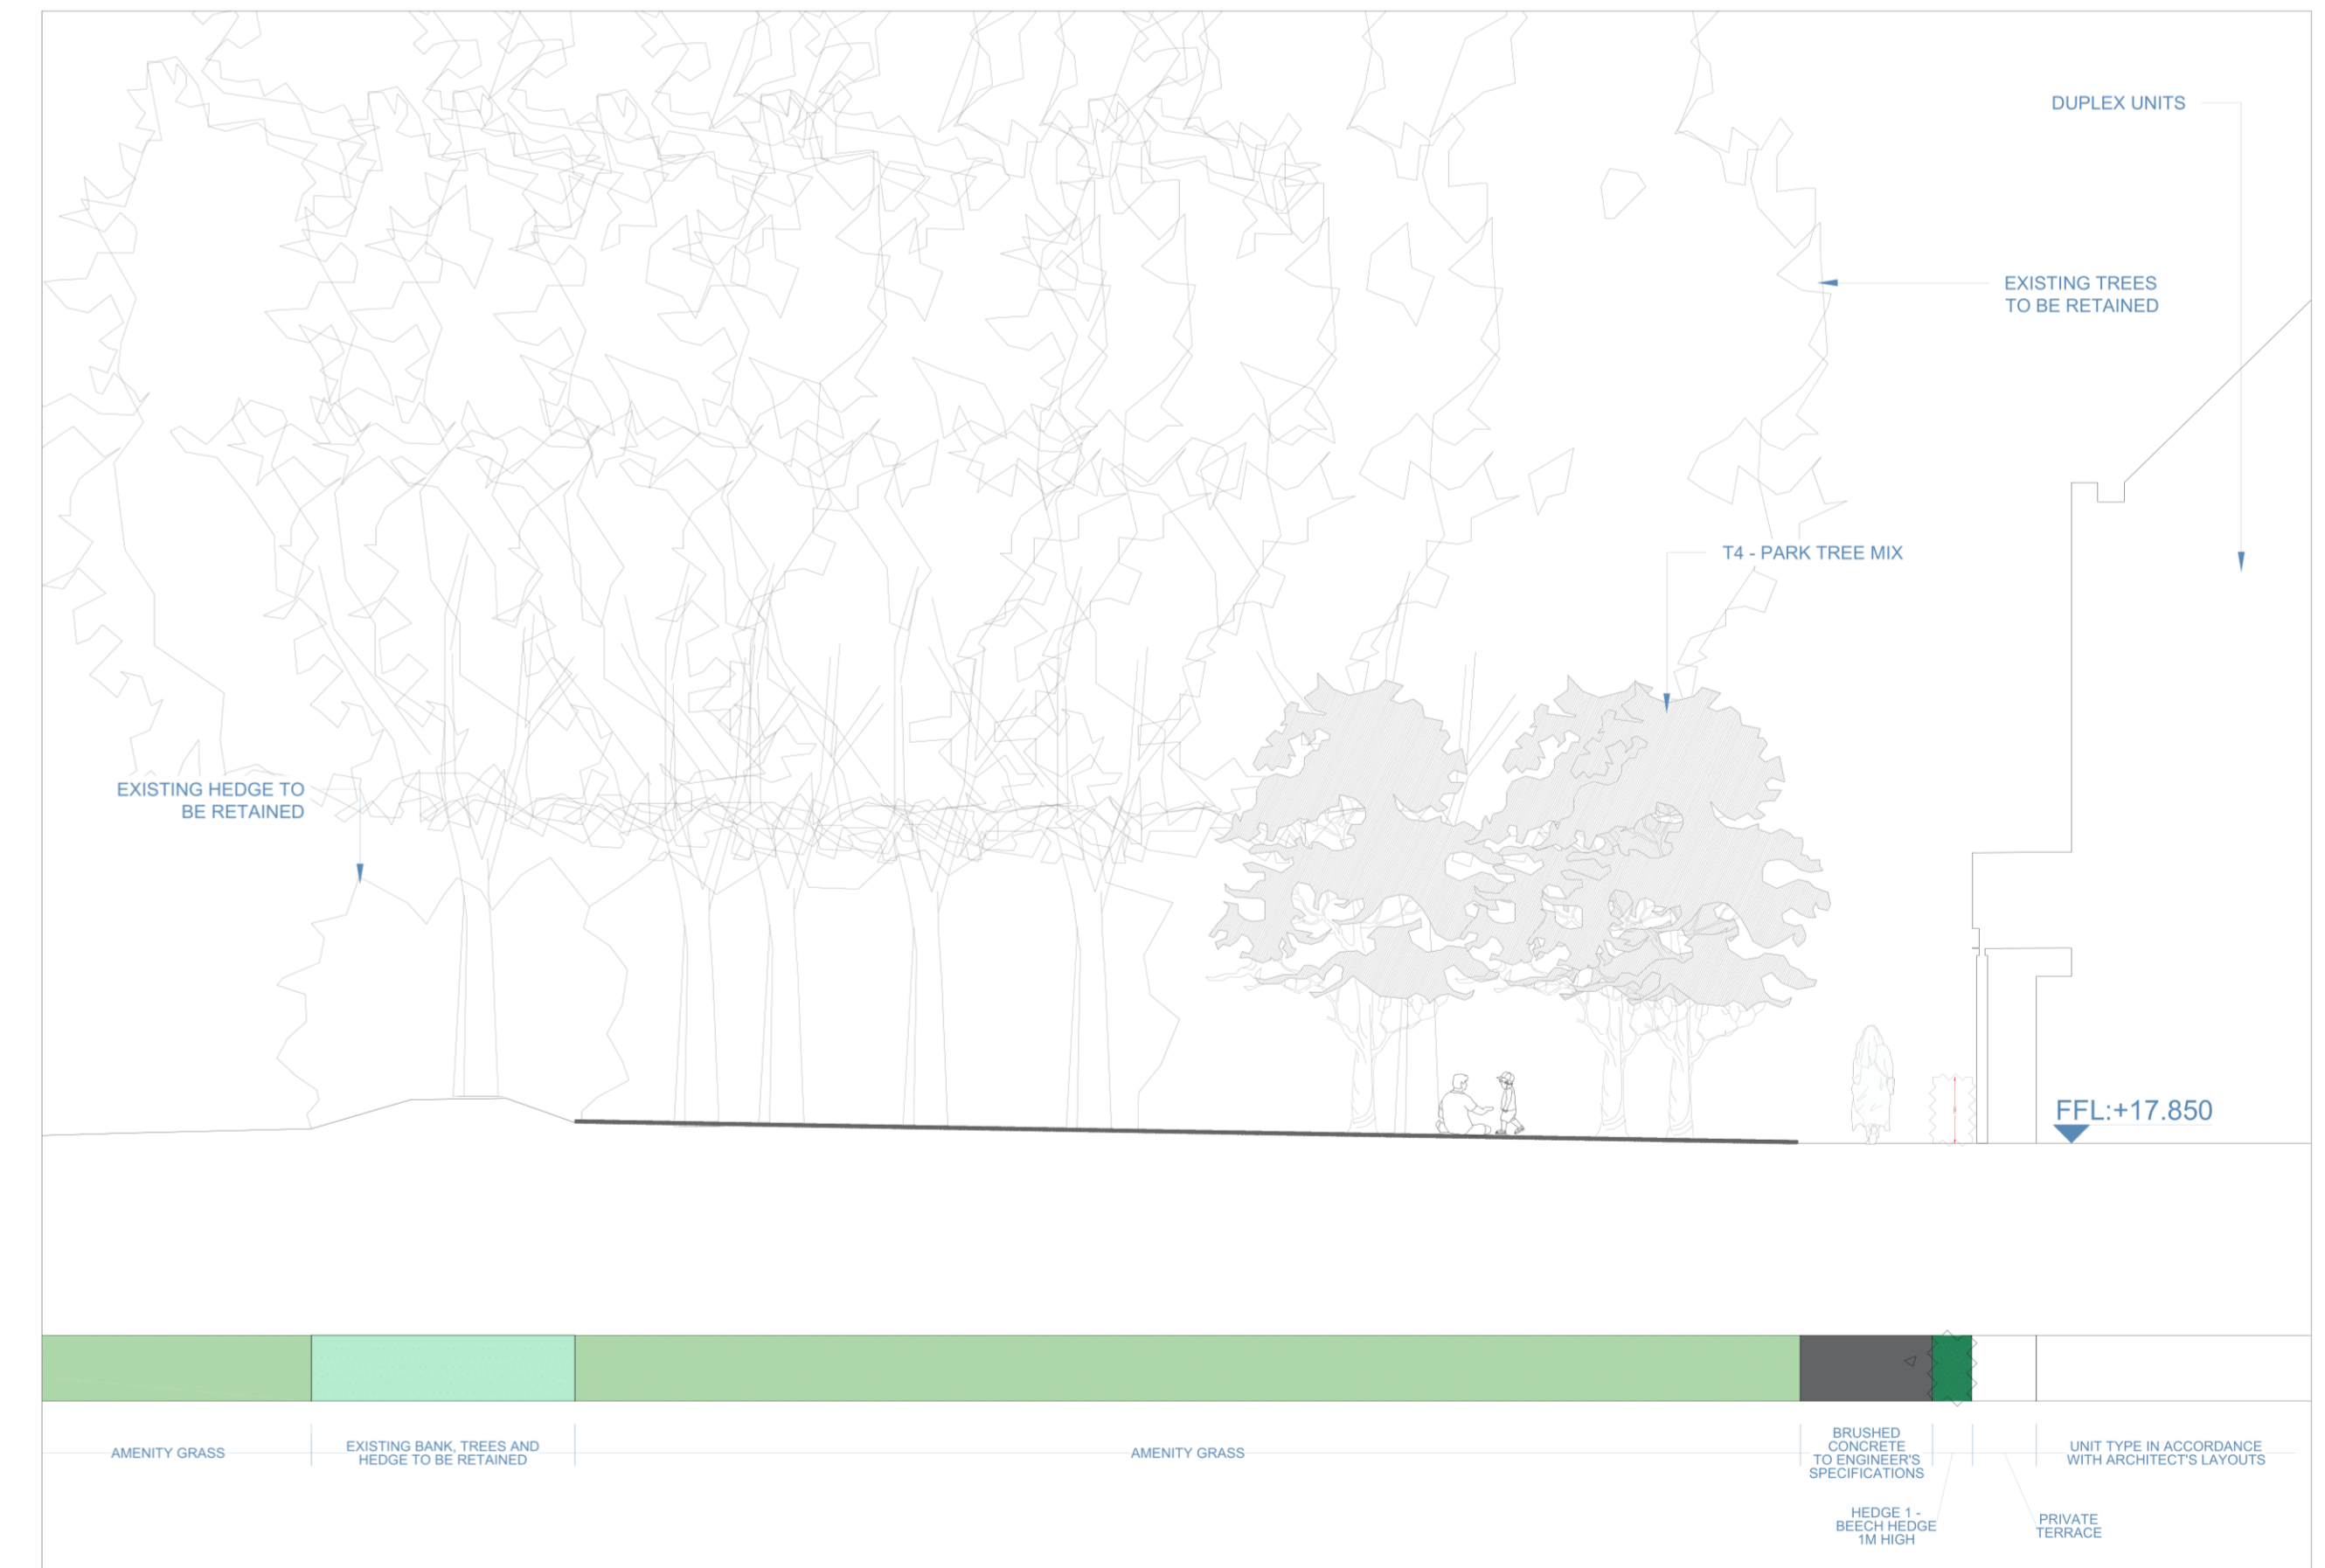 DUPLEX UNITS
EXISTING TREES
TO BE RETAINED
T4 - PARK TREE MIX
EXISTING HEDGE TO
BE RETAINED
FFL:+17.850
AMENITY GRASS
EXISTING BANK, TREES AND
HEDGE TO BE RETAINED
AMENITY GRASS
BRUSHED
CONCRETE
TO ENGINEER'S
SPECIFICATIONS
UNIT TYPE IN ACCORDANCE
WITH ARCHITECT'S LAYOUTS
HEDGE 1 -
BEECH HEDGE
1M HIGH
PRIVATE
TERRACE